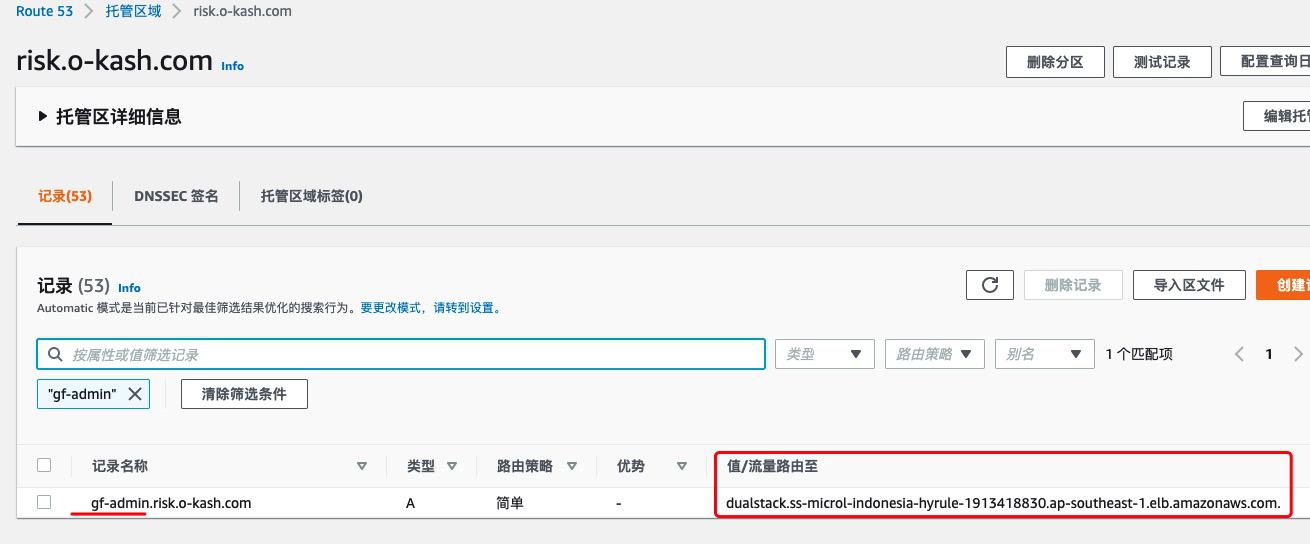 Route 53 > 托管区域 > risk.o-kash.com
risk.o-kash.com Info
删除分区 测试记录 配置查询日
托管区详细信息
编辑托管
记录(53) DNSSEC 签名 托管区域标签(0)
记录 (53) Info
删除记录 导入区文件 创建记
Automatic 模式是当前已针对最佳筛选结果优化的搜索行为。要更改模式，请转到设置。
按属性或值筛选记录 类型 路由策略 别名 1 个匹配项 1
"gf-admin" 清除筛选条件
记录名称 类型 路由策略 优势 值/流量路由至
gf-admin.risk.o-kash.com A 简单 - dualstack.ss-microl-indonesia-hyrule-1913418830.ap-southeast-1.elb.amazonaws.com.